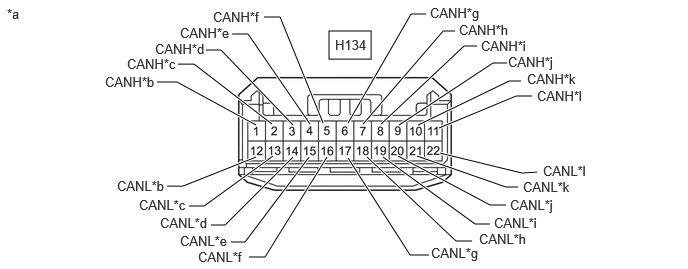 *a
CANH*f
CANH*g
CANH*e
CANH*h
H134
CANH*d
CANH*i
CANH*c
CANH*j
CANH*b
CANH*k
CANH*l
1 2 3 4 5 6 7 8 9 10 11
12 13 14 15 16 17 18 19 20 21 22
CANL*l
CANL*b
CANL*k
CANL*c
CANL*j
CANL*d
CANL*i
CANL*e
CANL*h
CANL*f
CANL*g